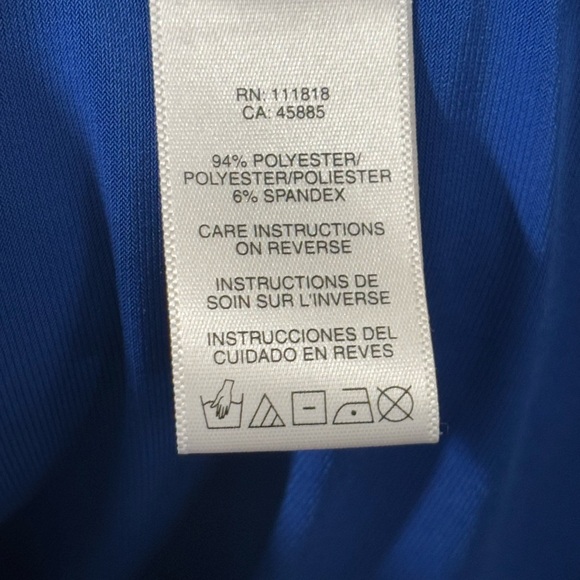 RN: 111818
CA: 45885
94% POLYESTER/
POLYESTER/POLIESTER
6% SPANDEX
CARE INSTRUCTIONS
ON REVERSE
INSTRUCTIONS DE
SOIN SUR L'INVERSE
INSTRUCCIONES DEL
CUIDADO EN REVES